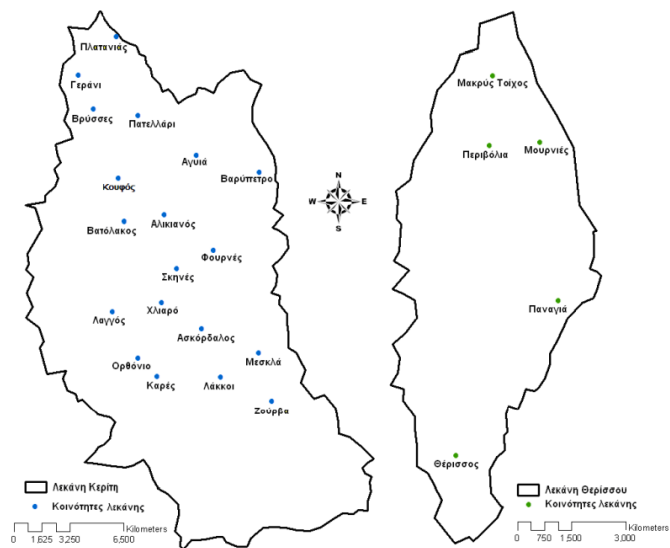 Πλατανιάς
Γεράνι
Βρύσσες
Πατελλάρι
Αγυιά
Βαρύπετρο
Κουφός
Αλικιανός
Βατόλακος
Φουρνές
Σκηνές
Χλιαρό
Λαγγός
Ασκόρδαλος
Ορθόνιο
Μεσκλά
Καρές
Λάκκοι
Ζούρβα
Λεκάνη Κερίτη
Κοινότητες λεκάνης
Kilometers
0 1.625 3.250 6.500
N
W E
S
Μακρύς Τοίχος
Περιβόλια
Μουρνιές
Παναγιά
Θέρισσος
Λεκάνη Θερίσσου
Κοινότητες λεκάνης
Kilometers
0 750 1.500 3.000